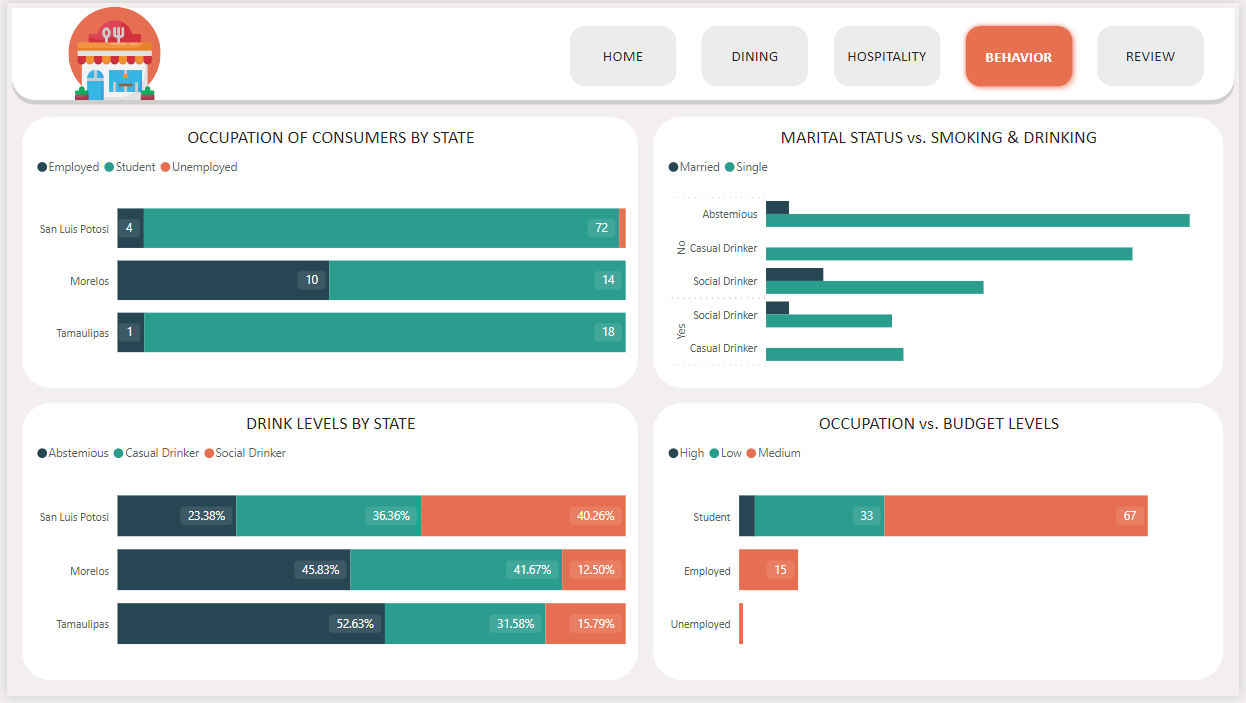 HOME
DINING
HOSPITALITY
BEHAVIOR
REVIEW
OCCUPATION OF CONSUMERS BY STATE
Employed Student Unemployed
San Luis Potosi 4 72
Morelos 10 14
Tamaulipas 1 18
MARITAL STATUS vs. SMOKING & DRINKING
Married Single
No
Abstemious
Casual Drinker
Social Drinker
Yes
Social Drinker
Casual Drinker
DRINK LEVELS BY STATE
Abstemious Casual Drinker Social Drinker
San Luis Potosi 23.38% 36.36% 40.26%
Morelos 45.83% 41.67% 12.50%
Tamaulipas 52.63% 31.58% 15.79%
OCCUPATION vs. BUDGET LEVELS
High Low Medium
Student 33 67
Employed 15
Unemployed